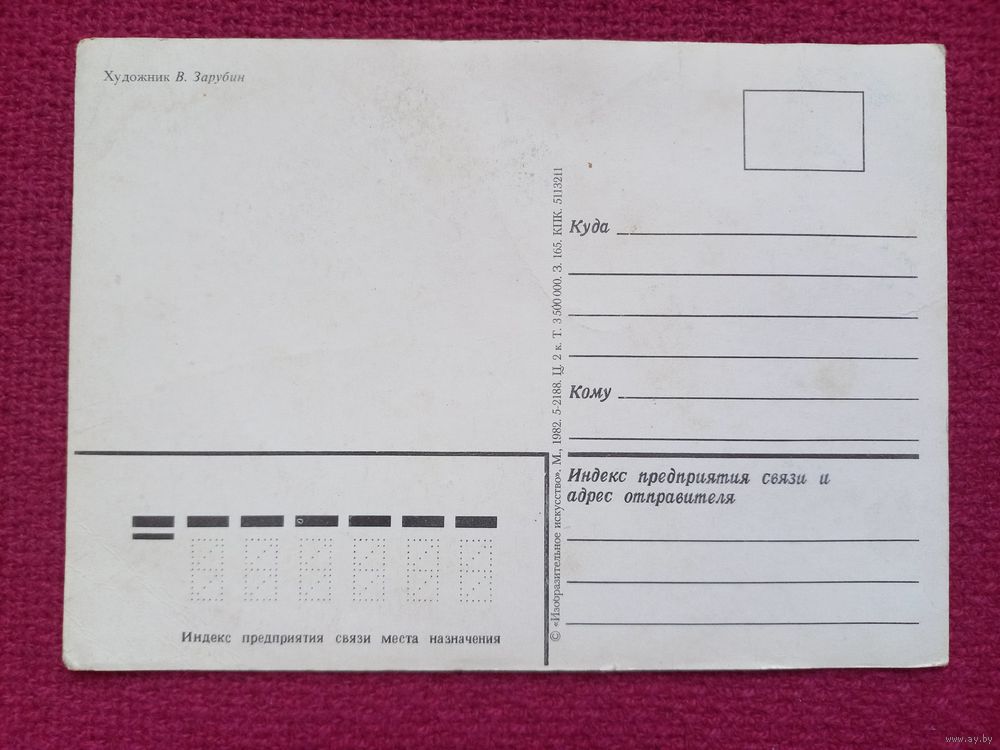 Художник В. Зарубин
Куда
Кому
Индекс предприятия связи и
адрес отправителя
© «Изобразительное искусство». М., 1982. 5-2188. Ц. 2 к. Т. 3 500 000. З. 165. КПК. 5113211
Индекс предприятия связи места назначения
www.ay.by